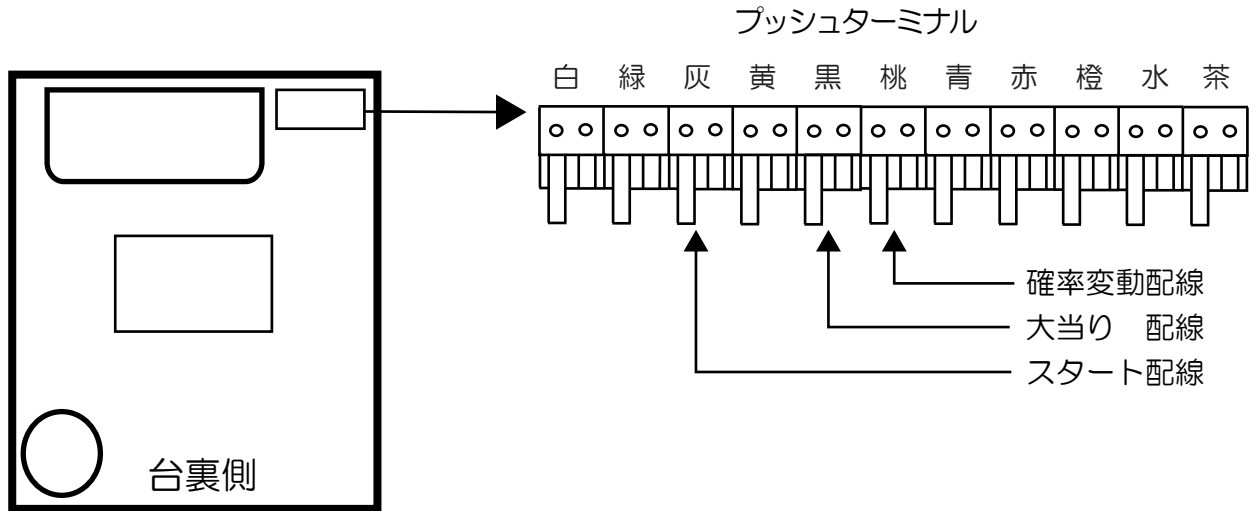 プッシュターミナル
白 緑 灰 黄 黒 桃 青 赤 橙 水 茶
確率変動配線
大当り　配線
スタート配線
台裏側